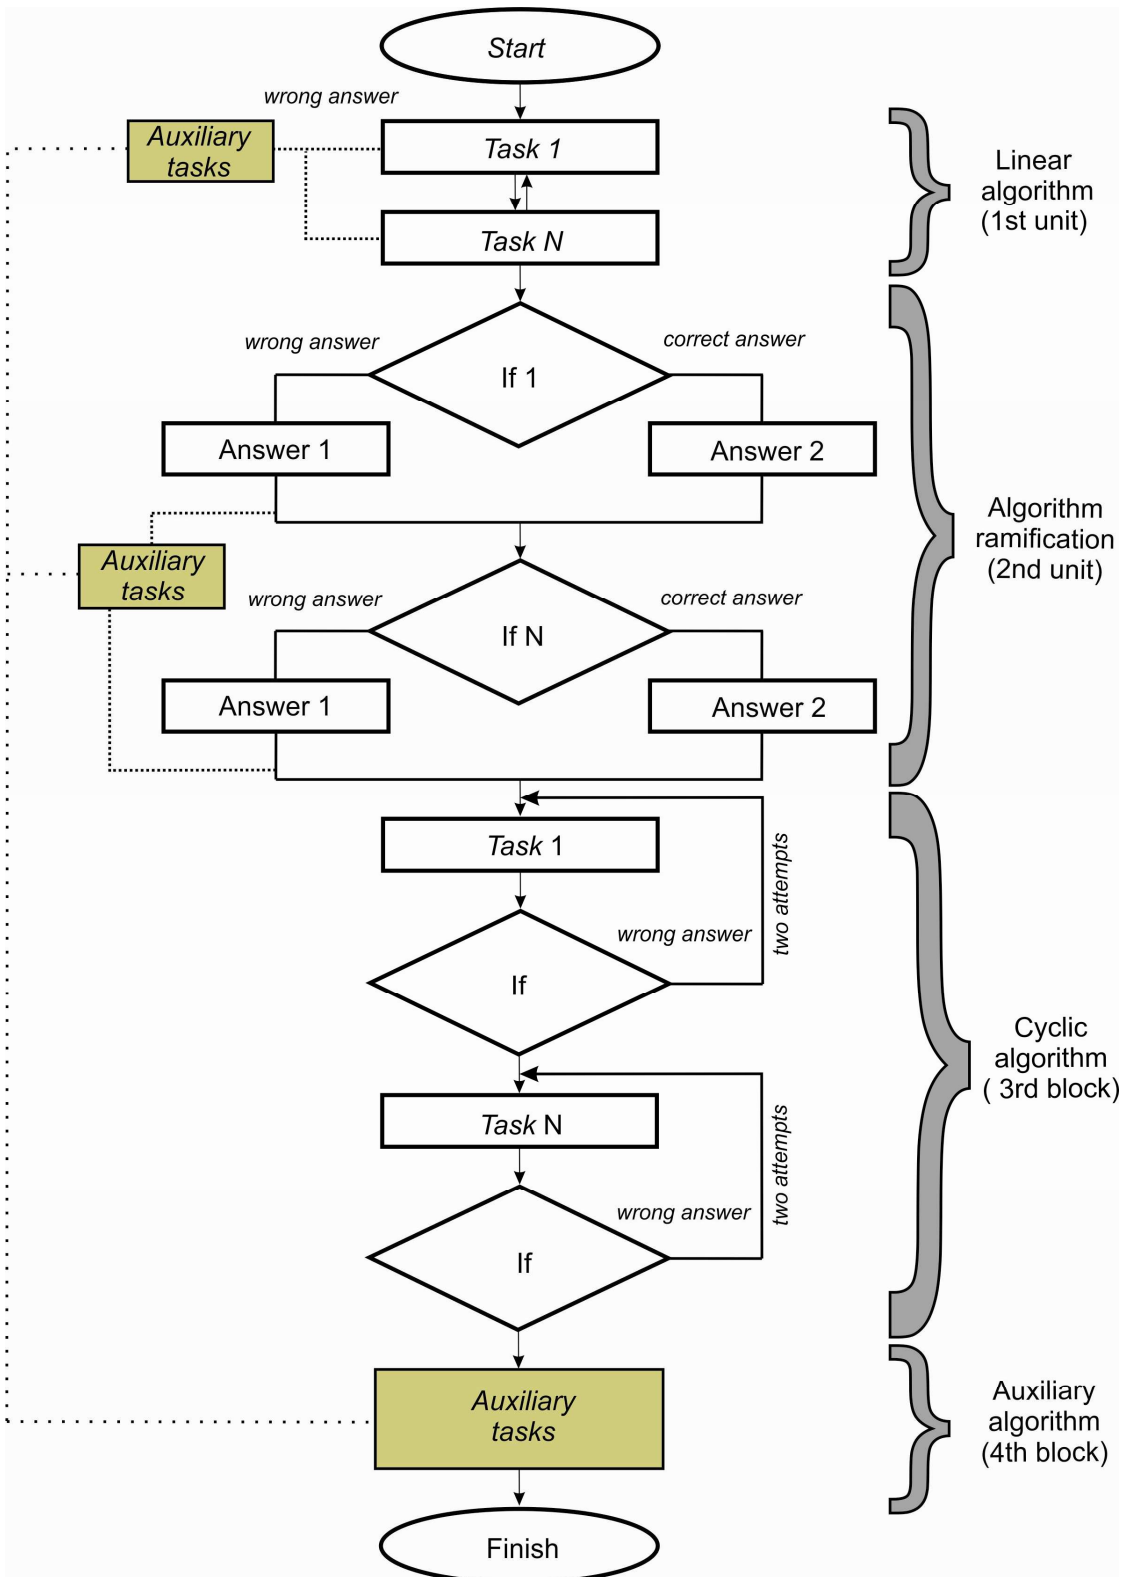 Start
wrong answer
Auxiliary
tasks
Task 1
Linear
algorithm
(1st unit)
Task N
wrong answer
correct answer
If 1
Answer 1
Answer 2
Algorithm
ramification
(2nd unit)
Auxiliary
tasks
wrong answer
correct answer
If N
Answer 1
Answer 2
Task 1
two attempts
wrong answer
If
Cyclic
algorithm
( 3rd block)
Task N
two attempts
wrong answer
If
Auxiliary
tasks
Auxiliary
algorithm
(4th block)
Finish